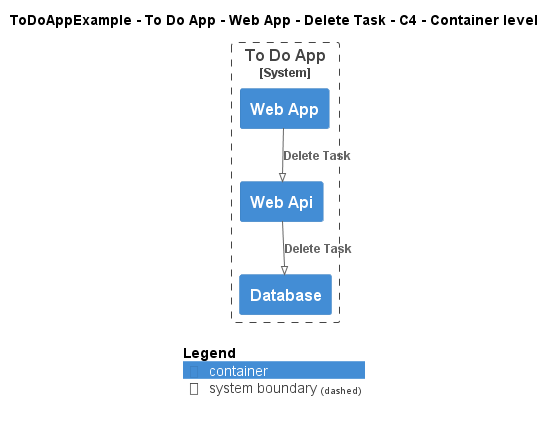 ToDoAppExample - To Do App - Web App - Delete Task - C4 - Container level
To Do App
[System]
Web App
Delete Task
Web Api
Delete Task
Database
Legend
container
system boundary (dashed)